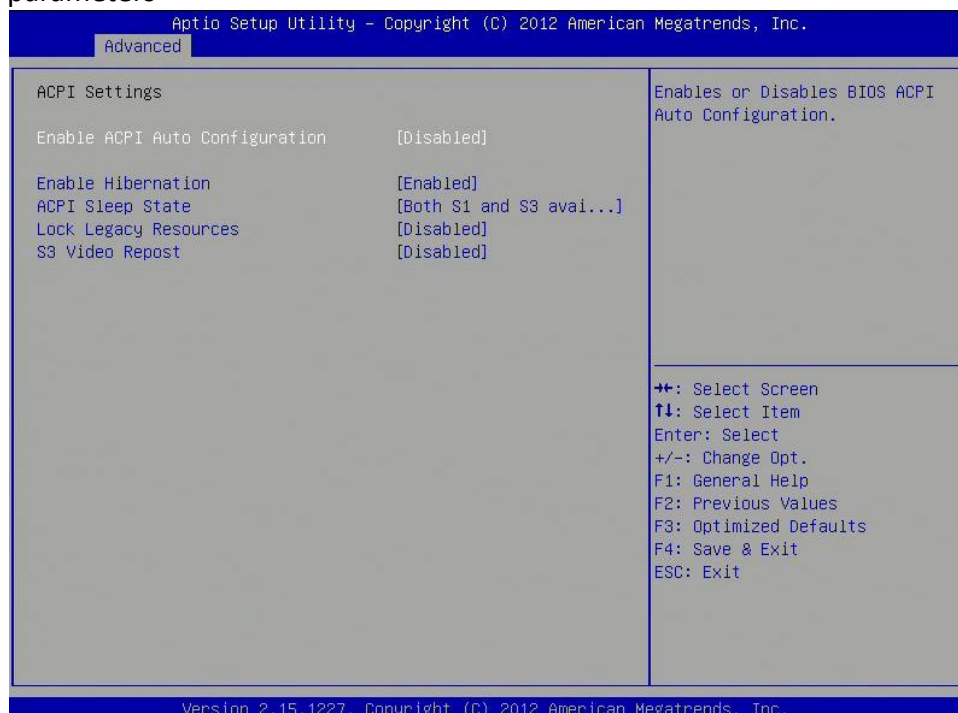 parameters
Aptio Setup Utility – Copyright (C) 2012 American Megatrends, Inc.
Advanced
ACPI Settings
Enable ACPI Auto Configuration [Disabled]
Enable Hibernation [Enabled]
ACPI Sleep State [Both S1 and S3 avai...]
Lock Legacy Resources [Disabled]
S3 Video Repost [Disabled]
Enables or Disables BIOS ACPI
Auto Configuration.
→←: Select Screen
↑↓: Select Item
Enter: Select
+/-: Change Opt.
F1: General Help
F2: Previous Values
F3: Optimized Defaults
F4: Save & Exit
ESC: Exit
Version 2.15.1227. Copyright (C) 2012 American Megatrends, Inc.